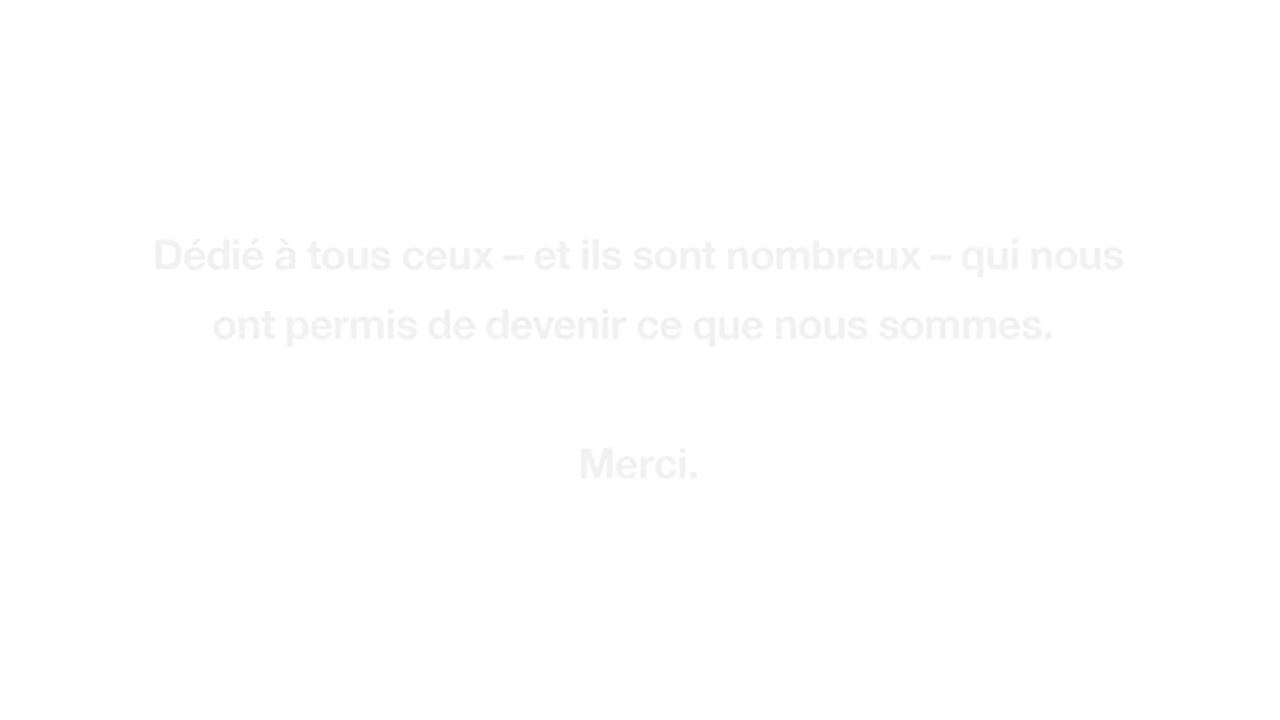 Dédié à tous ceux – et ils sont nombreux – qui nous
ont permis de devenir ce que nous sommes.
Merci.